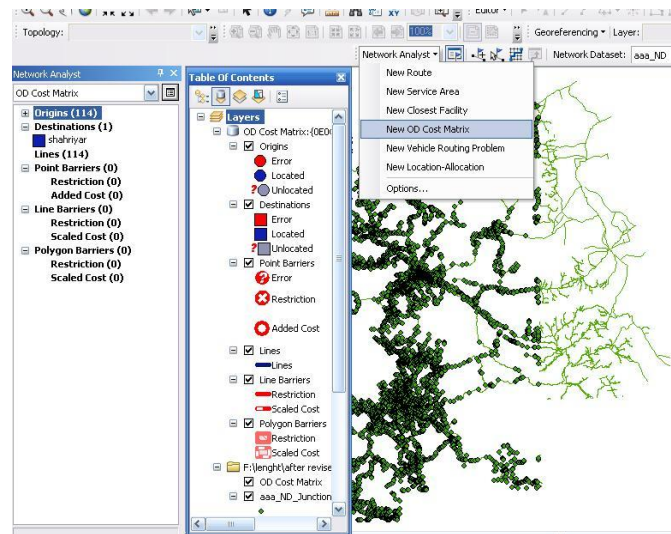 Editor
Topology:
100%
Georeferencing
Layer:
Network Analyst
Network Dataset:
aaa_ND
New Route
New Service Area
New Closest Facility
New OD Cost Matrix
New Vehicle Routing Problem
New Location-Allocation
Options...
Network Analyst
OD Cost Matrix
Origins (114)
Destinations (1)
shahriyar
Lines (114)
Point Barriers (0)
Restriction (0)
Added Cost (0)
Line Barriers (0)
Restriction (0)
Scaled Cost (0)
Polygon Barriers (0)
Restriction (0)
Scaled Cost (0)
Table Of Contents
Layers
OD Cost Matrix:
Origins
Error
Located
Unlocated
Destinations
Error
Located
Unlocated
Point Barriers
Error
Restriction
Added Cost
Lines
Lines
Line Barriers
Restriction
Scaled Cost
Polygon Barriers
Restriction
Scaled Cost
F:\lenght\after revise
OD Cost Matrix
aaa_ND_Junction